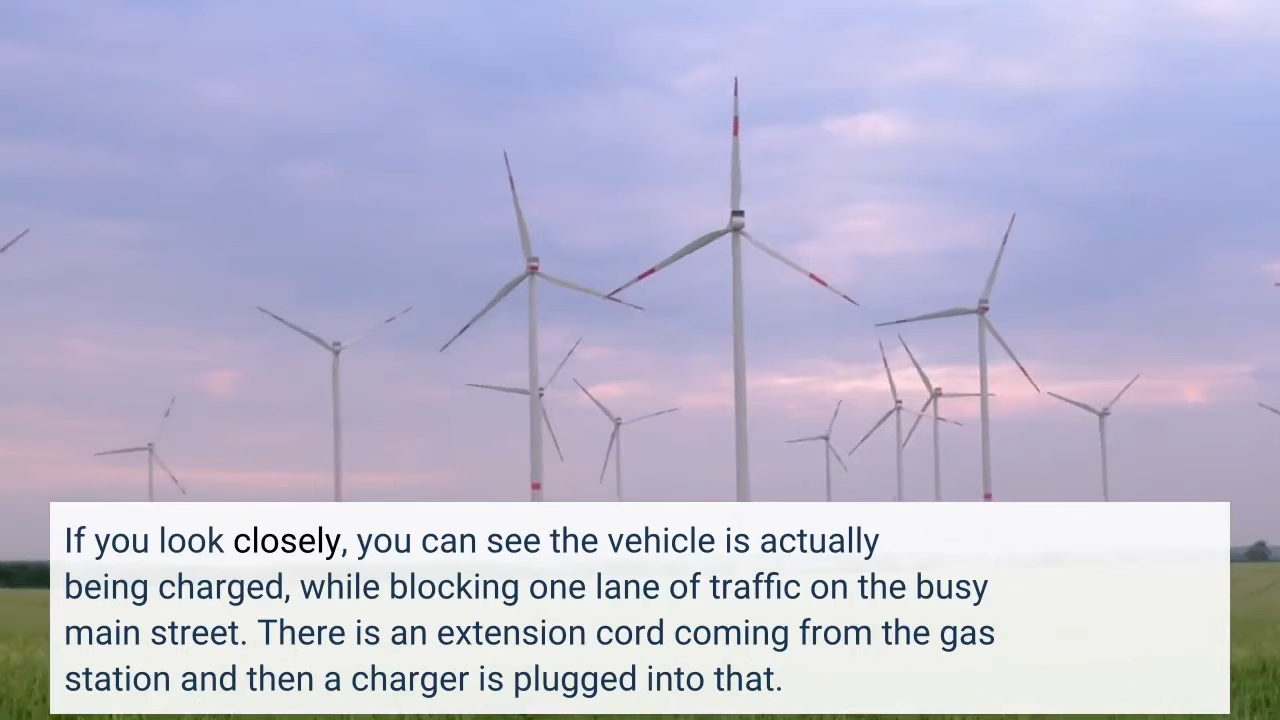 If you look closely, you can see the vehicle is actually
being charged, while blocking one lane of traffic on the busy
main street. There is an extension cord coming from the gas
station and then a charger is plugged into that.